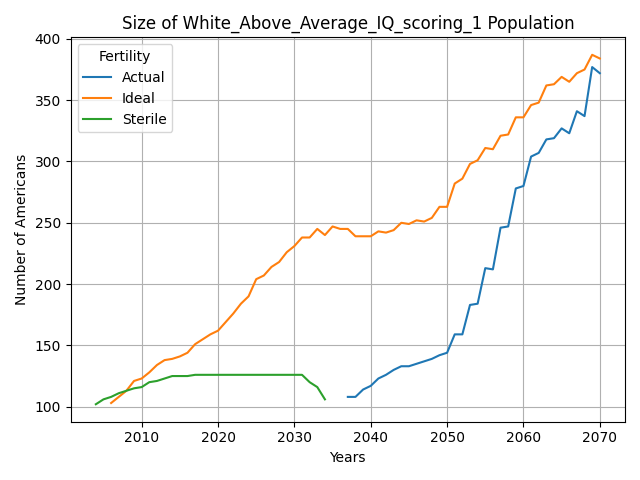 Size of White_Above_Average_IQ_scoring_1 Population
Fertility
Actual
Ideal
Sterile
Number of Americans
400
350
300
250
200
150
100
2010 2020 2030 2040 2050 2060 2070
Years